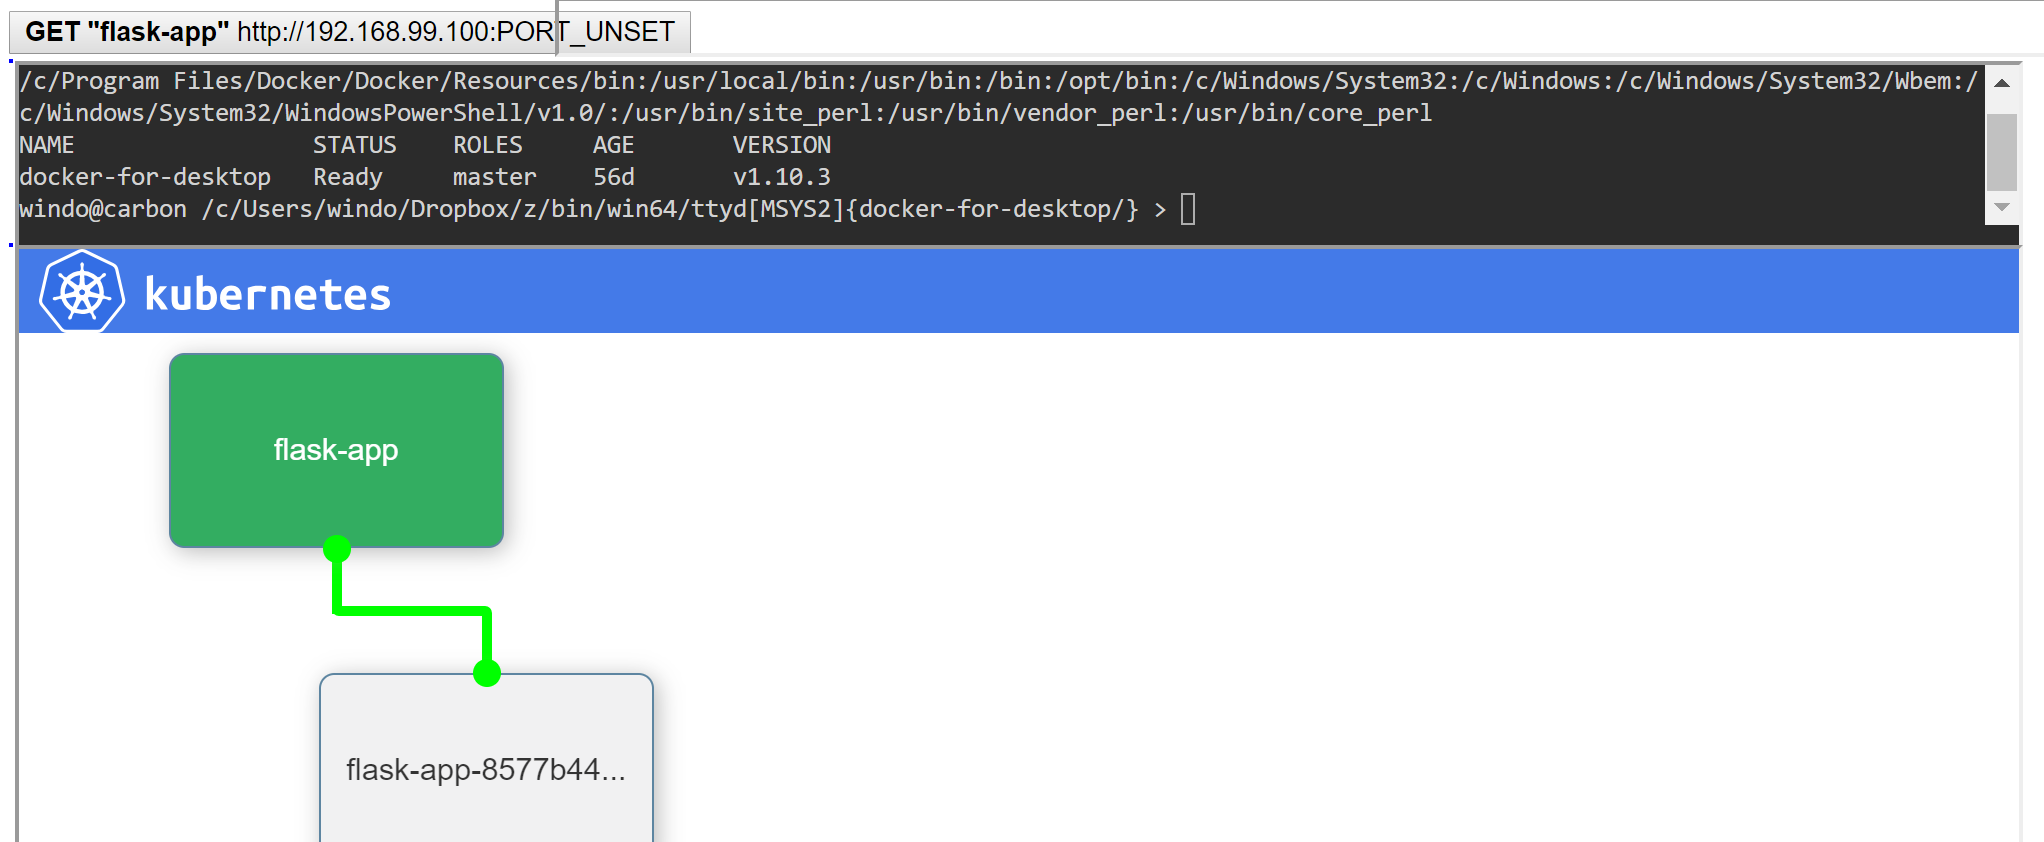 GET "flask-app" http://192.168.99.100:PORT_UNSET
/c/Program Files/Docker/Docker/Resources/bin:/usr/local/bin:/usr/bin:/bin:/opt/bin:/c/Windows/System32:/c/Windows:/c/Windows/System32/Wbem:/
c/Windows/System32/WindowsPowerShell/v1.0/:/usr/bin/site_perl:/usr/bin/vendor_perl:/usr/bin/core_perl
NAME STATUS ROLES AGE VERSION
docker-for-desktop Ready master 56d v1.10.3
windo@carbon /c/Users/windo/Dropbox/z/bin/win64/ttyd[MSYS2]{docker-for-desktop/} >
kubernetes
flask-app
flask-app-8577b44...